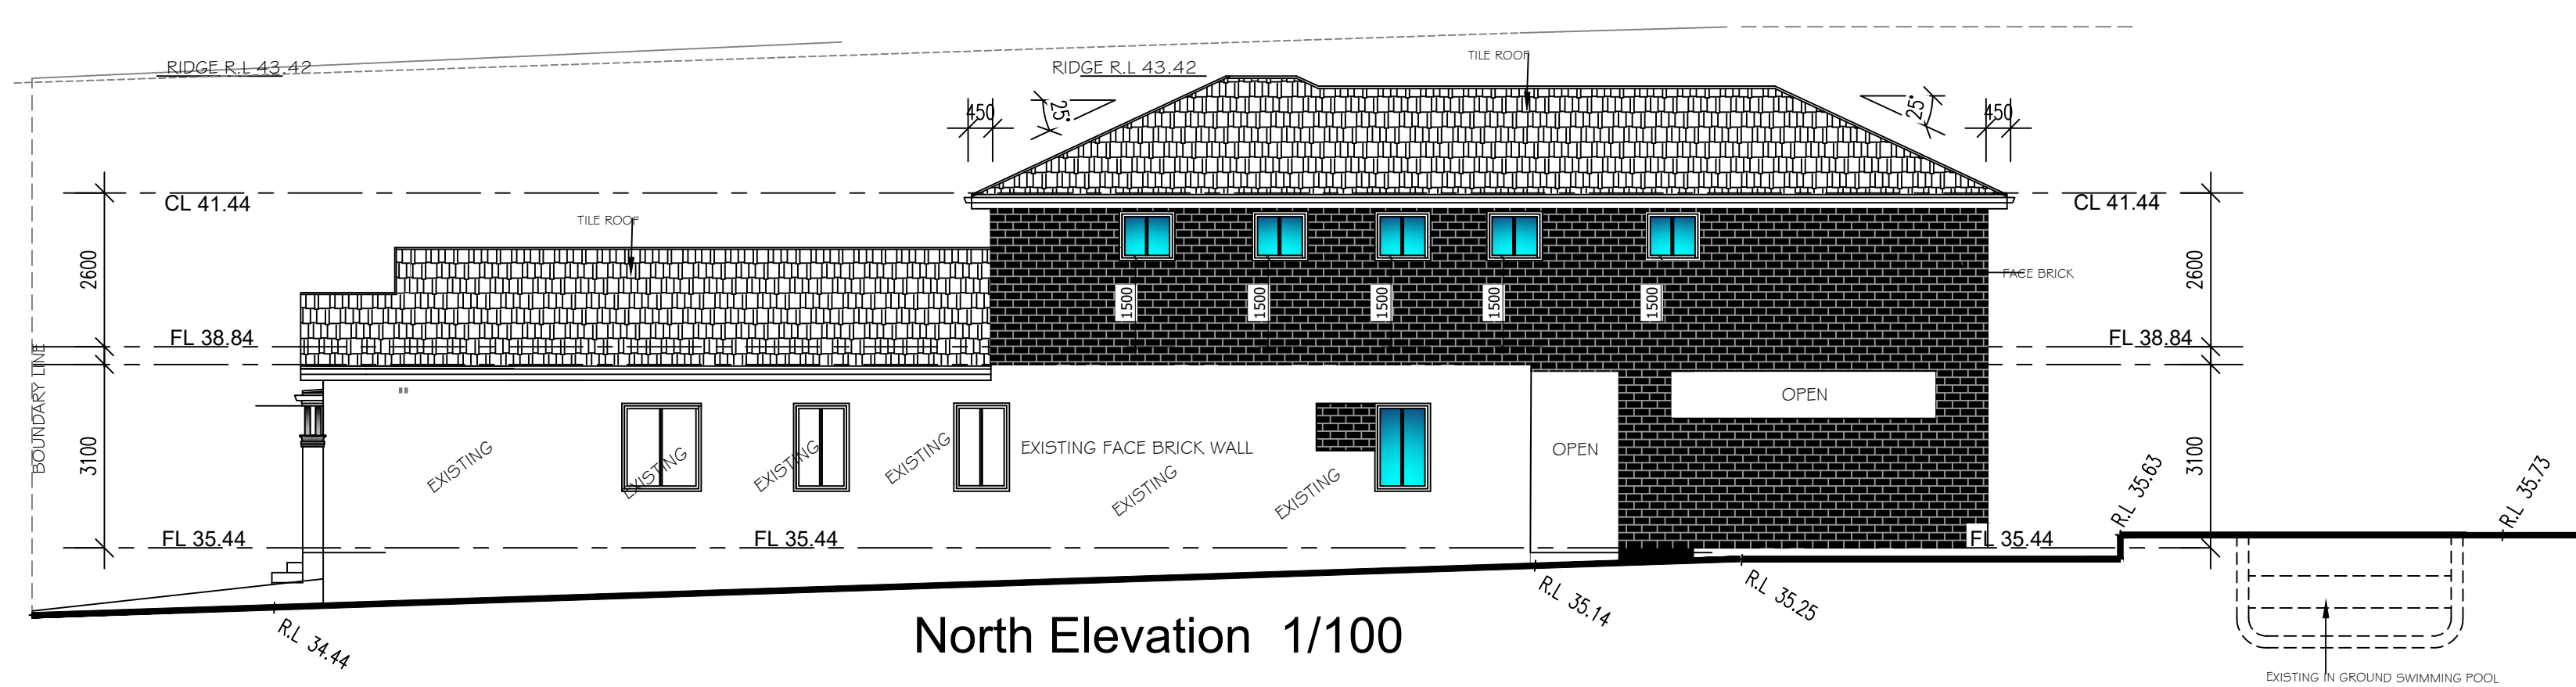 RIDGE R.L 43.42
RIDGE R.L 43.42
TILE ROOF
450
25°
25°
450
CL 41.44
CL 41.44
TILE ROOF
2600
2600
FACE BRICK
1500
1500
1500
1500
1500
FL 38.84
FL 38.84
BOUNDARY LINE
OPEN
3100
EXISTING
EXISTING
EXISTING
EXISTING
EXISTING FACE BRICK WALL
EXISTING
EXISTING
OPEN
3100
R.L 35.63
R.L 35.73
FL 35.44
FL 35.44
FL 35.44
R.L 34.44
R.L 35.14
R.L 35.25
North Elevation 1/100
EXISTING IN GROUND SWIMMING POOL